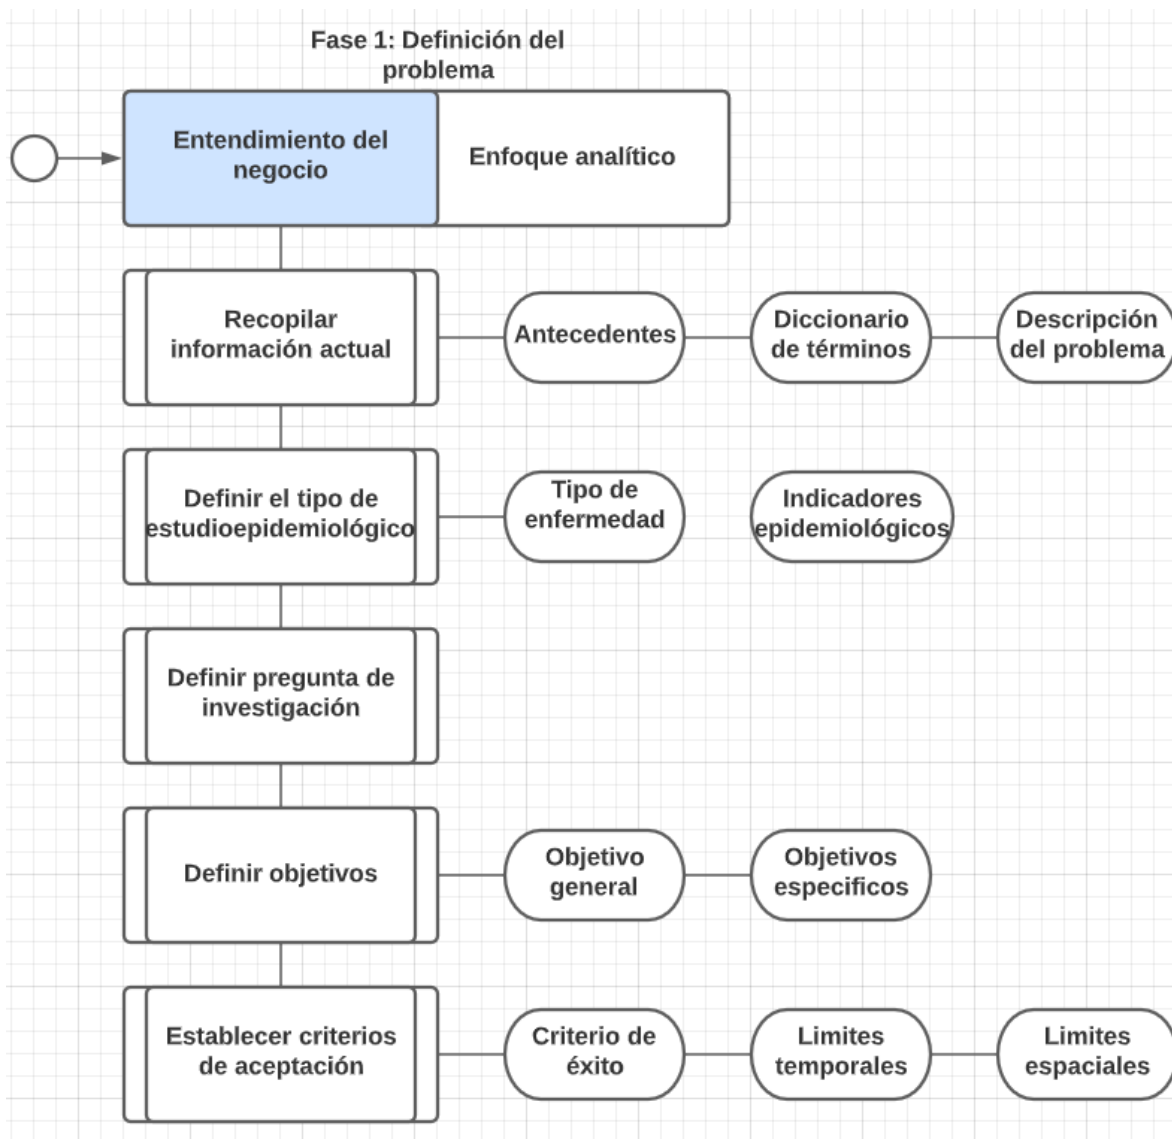 Fase 1: Definición del
problema
Entendimiento del
negocio
Enfoque analítico
Recopilar
información actual
Antecedentes
Diccionario
de términos
Descripción
del problema
Definir el tipo de
estudioepidemiológico
Tipo de
enfermedad
Indicadores
epidemiológicos
Definir pregunta de
investigación
Definir objetivos
Objetivo
general
Objetivos
especificos
Establecer criterios
de aceptación
Criterio de
éxito
Limites
temporales
Limites
espaciales